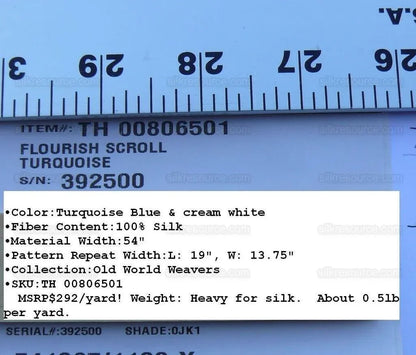 U.S.A.
3 29 28 27 26
ITEM#: TH 00806501
FLOURISH SCROLL
TURQUOISE
S/N: 392500
•Color:Turquoise Blue & cream white
•Fiber Content:100% Silk
•Material Width:54"
•Pattern Repeat Width:L: 19", W: 13.75"
•Collection:Old World Weavers
•SKU:TH 00806501
MSRP$292/yard! Weight: Heavy for silk. About 0.5lb
per yard.
SERIAL#:392500 SHADE:0JK1